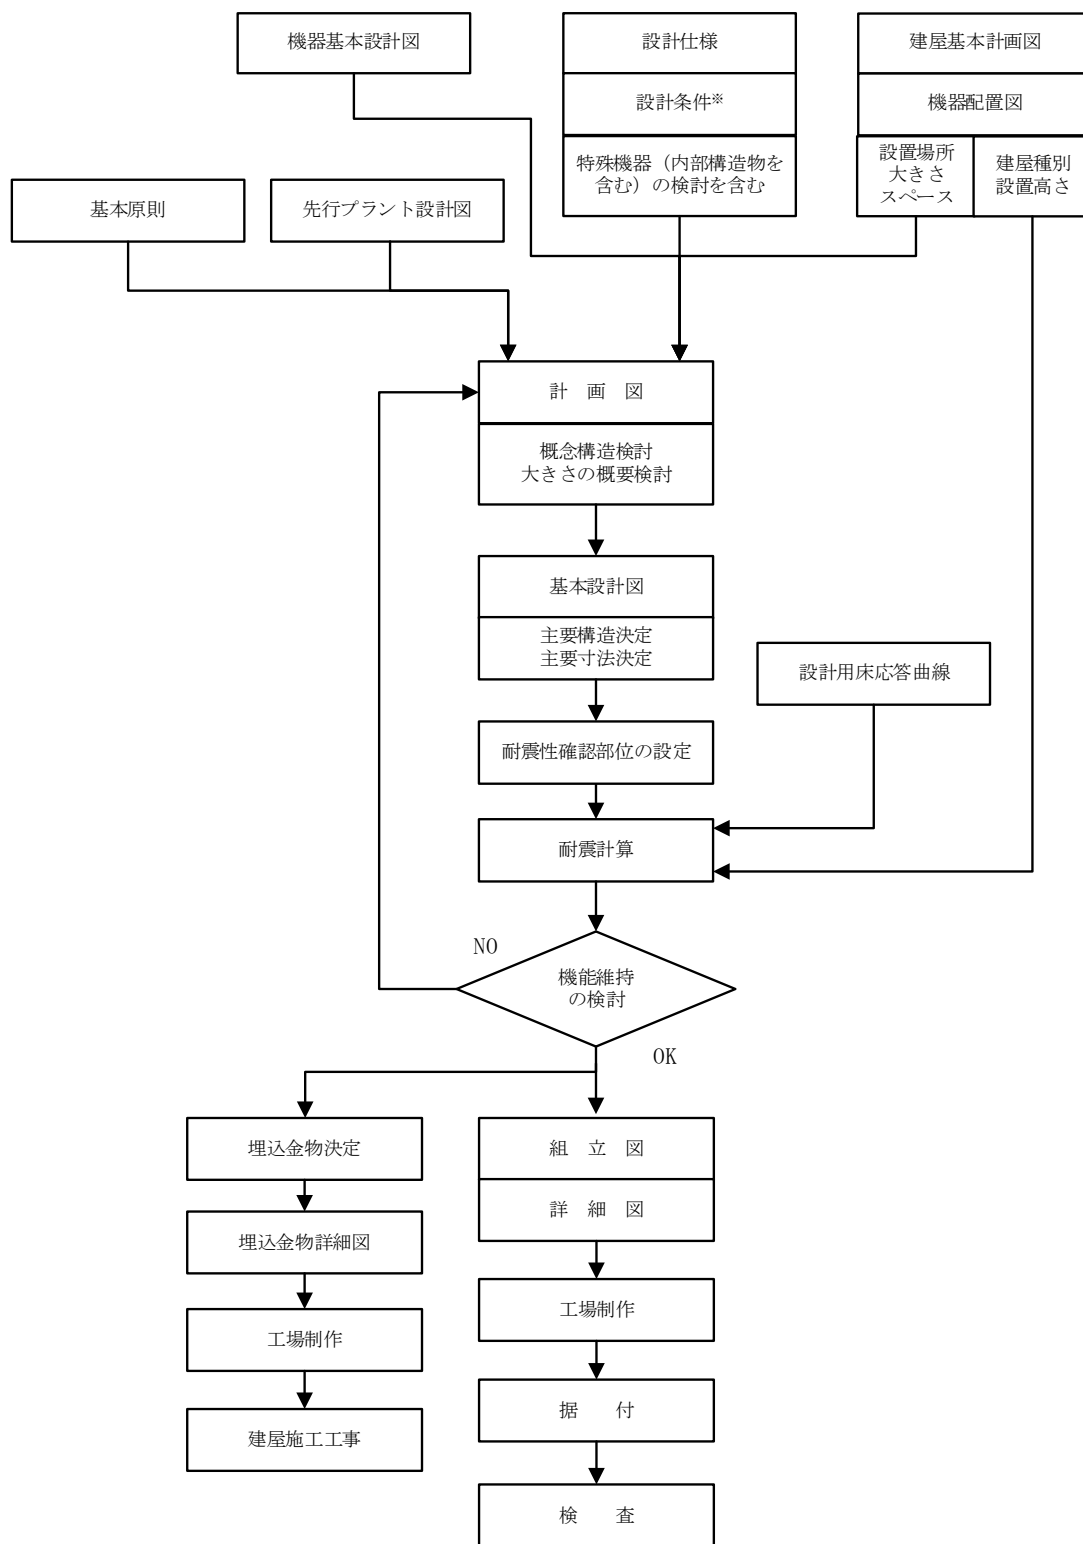 機器基本設計図
設計仕様
建屋基本計画図
設計条件※
機器配置図
特殊機器（内部構造物を
含む）の検討を含む
設置場所
大きさ
スペース
建屋種別
設置高さ
基本原則
先行プラント設計図
計　画　図
概念構造検討
大きさの概要検討
基本設計図
主要構造決定
主要寸法決定
設計用床応答曲線
耐震性確認部位の設定
耐震計算
NO
機能維持
の検討
OK
埋込金物決定
組　立　図
詳　細　図
埋込金物詳細図
工場制作
工場制作
据　　付
建屋施工工事
検　　査